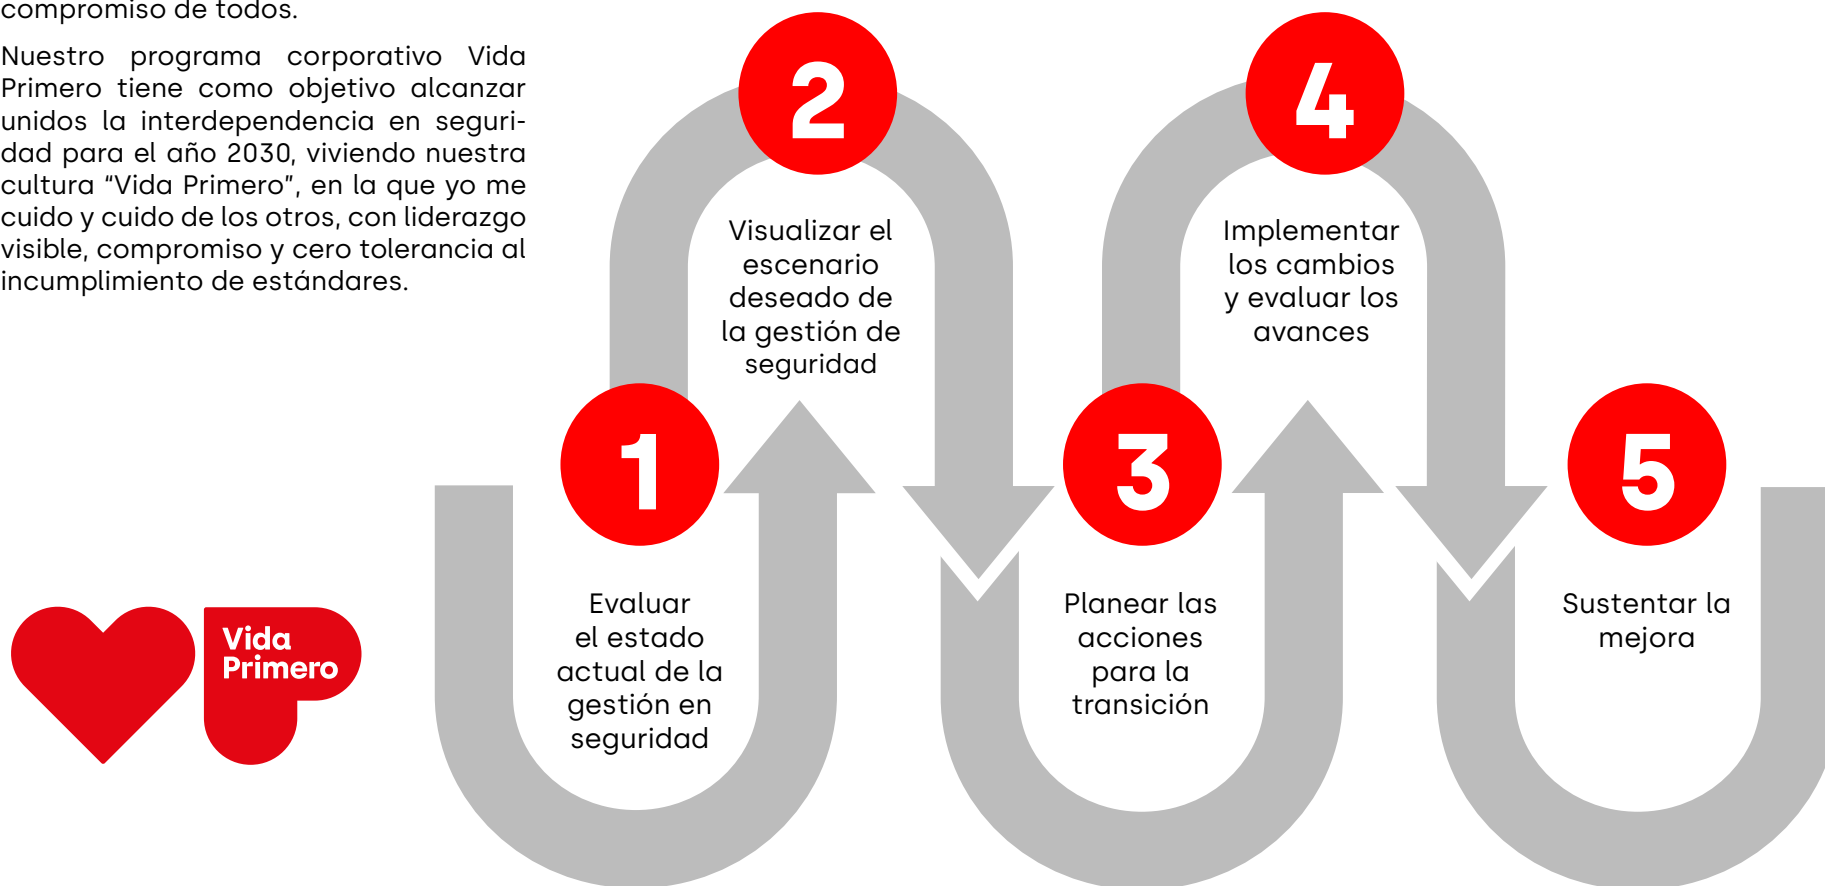 compromiso de todos.
Nuestro programa corporativo Vida
Primero tiene como objetivo alcanzar
unidos la interdependencia en seguri-
dad para el año 2030, viviendo nuestra
cultura “Vida Primero”, en la que yo me
cuido y cuido de los otros, con liderazgo
visible, compromiso y cero tolerancia al
incumplimiento de estándares.
Vida
Primero
1
Evaluar
el estado
actual de la
gestión en
seguridad
2
Visualizar el
escenario
deseado de
la gestión de
seguridad
3
Planear las
acciones
para la
transición
4
Implementar
los cambios
y evaluar los
avances
5
Sustentar la
mejora